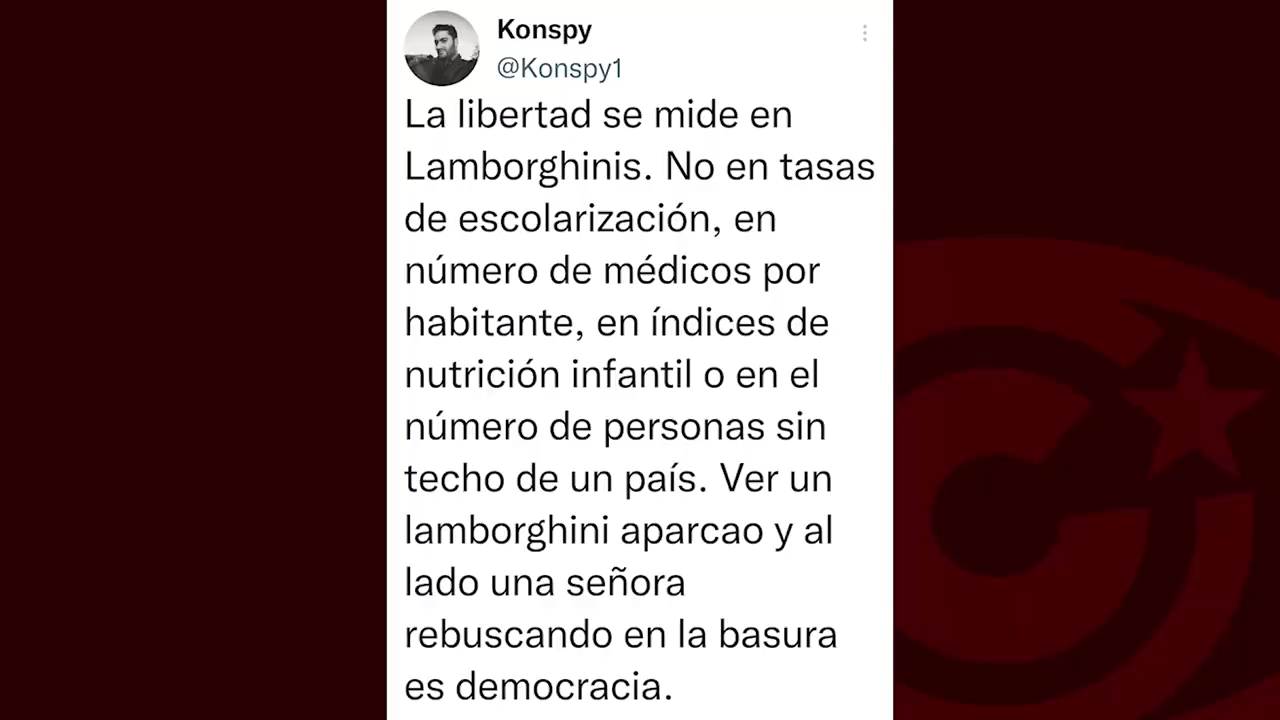 Konspy
@Konspy1
La libertad se mide en
Lamborghinis. No en tasas
de escolarización, en
número de médicos por
habitante, en índices de
nutrición infantil o en el
número de personas sin
techo de un país. Ver un
lamborghini aparcao y al
lado una señora
rebuscando en la basura
es democracia.